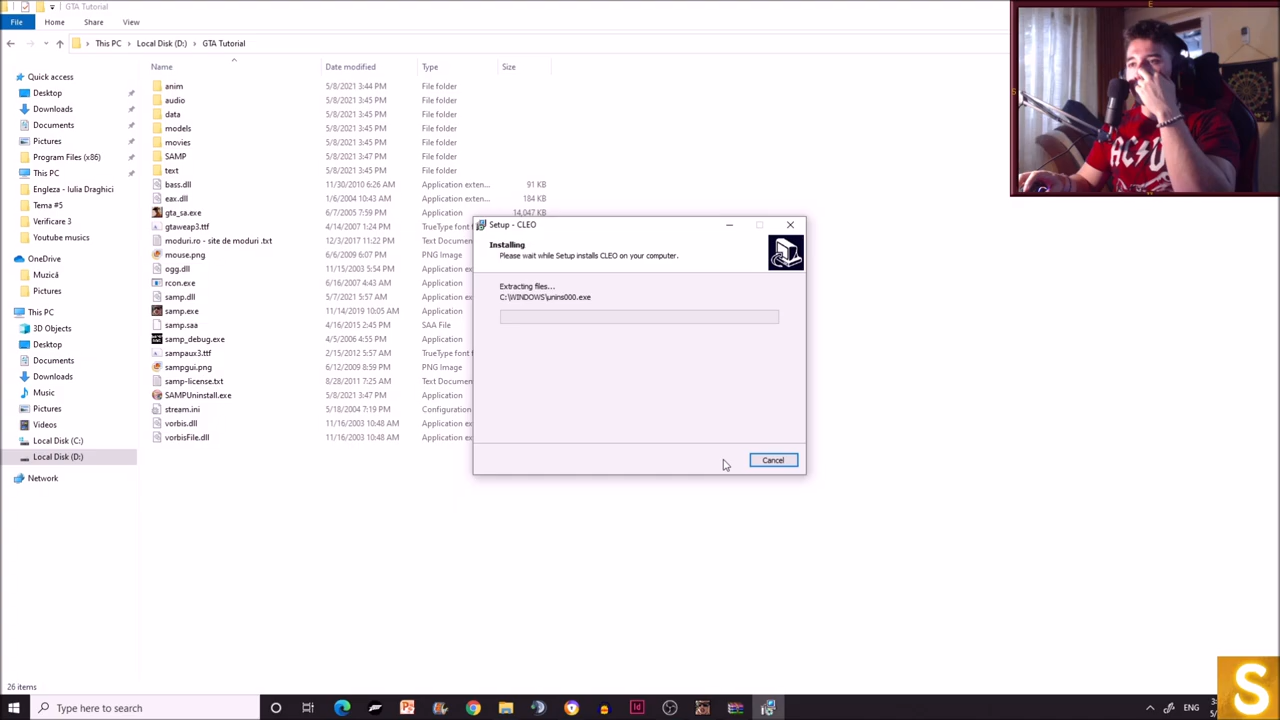 GTA Tutorial
File Home Share View
This PC Local Disk (D:) GTA Tutorial
Name Date modified Type Size
Quick access
Desktop
Downloads
Documents
Pictures
Program Files (x86)
This PC
Engleza - Iulia Draghici
Tema #5
Verificare 3
Youtube musics
OneDrive
Muzică
Pictures
This PC
3D Objects
Desktop
Documents
Downloads
Music
Pictures
Videos
Local Disk (C:)
Local Disk (D:)
Network
anim 5/8/2021 3:44 PM File folder
audio 5/8/2021 3:45 PM File folder
data 5/8/2021 3:45 PM File folder
models 5/8/2021 3:45 PM File folder
movies 5/8/2021 3:45 PM File folder
SAMP 5/8/2021 3:47 PM File folder
text 5/8/2021 3:45 PM File folder
bass.dll 11/30/2010 6:26 AM Application exten... 91 KB
eax.dll 1/6/2004 10:43 AM Application exten... 184 KB
gta_sa.exe 6/7/2005 7:59 PM Application 14,047 KB
gtaweap3.ttf 4/14/2007 1:24 PM TrueType font f
moduri.ro - site de moduri .txt 12/3/2017 11:22 PM Text Documen
mouse.png 6/6/2009 6:07 PM PNG Image
ogg.dll 11/15/2003 5:54 PM Application exte
rcon.exe 6/16/2007 4:43 AM Application
samp.dll 5/7/2021 5:57 AM Application exte
samp.exe 11/14/2019 10:05 AM Application
samp.saa 4/16/2015 2:45 PM SAA File
samp_debug.exe 4/5/2006 4:55 PM Application
sampaux3.ttf 2/15/2012 5:57 AM TrueType font f
sampgui.png 6/12/2009 8:59 PM PNG Image
samp-license.txt 8/28/2011 7:25 AM Text Documen
SAMPUninstall.exe 5/8/2021 3:47 PM Application
stream.ini 5/18/2004 7:19 PM Configuration
vorbis.dll 11/16/2003 10:48 AM Application exte
vorbisFile.dll 11/16/2003 10:48 AM Application exte
Setup - CLEO
Installing
Please wait while Setup installs CLEO on your computer.
Extracting files...
C:\WINDOWS\unins000.exe
Cancel
AC/D
26 items
S
Type here to search
ENG